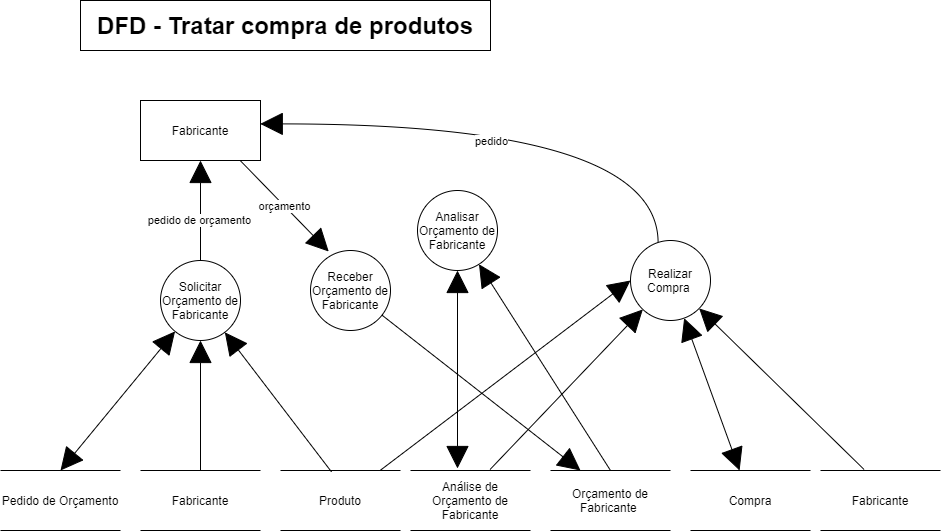 DFD - Tratar compra de produtos
Fabricante
pedido
pedido de orçamento
orçamento
Analisar
Orçamento de
Fabricante
Solicitar
Orçamento de
Fabricante
Receber
Orçamento de
Fabricante
Realizar
Compra
Pedido de Orçamento
Fabricante
Produto
Análise de
Orçamento de
Fabricante
Orçamento de
Fabricante
Compra
Fabricante